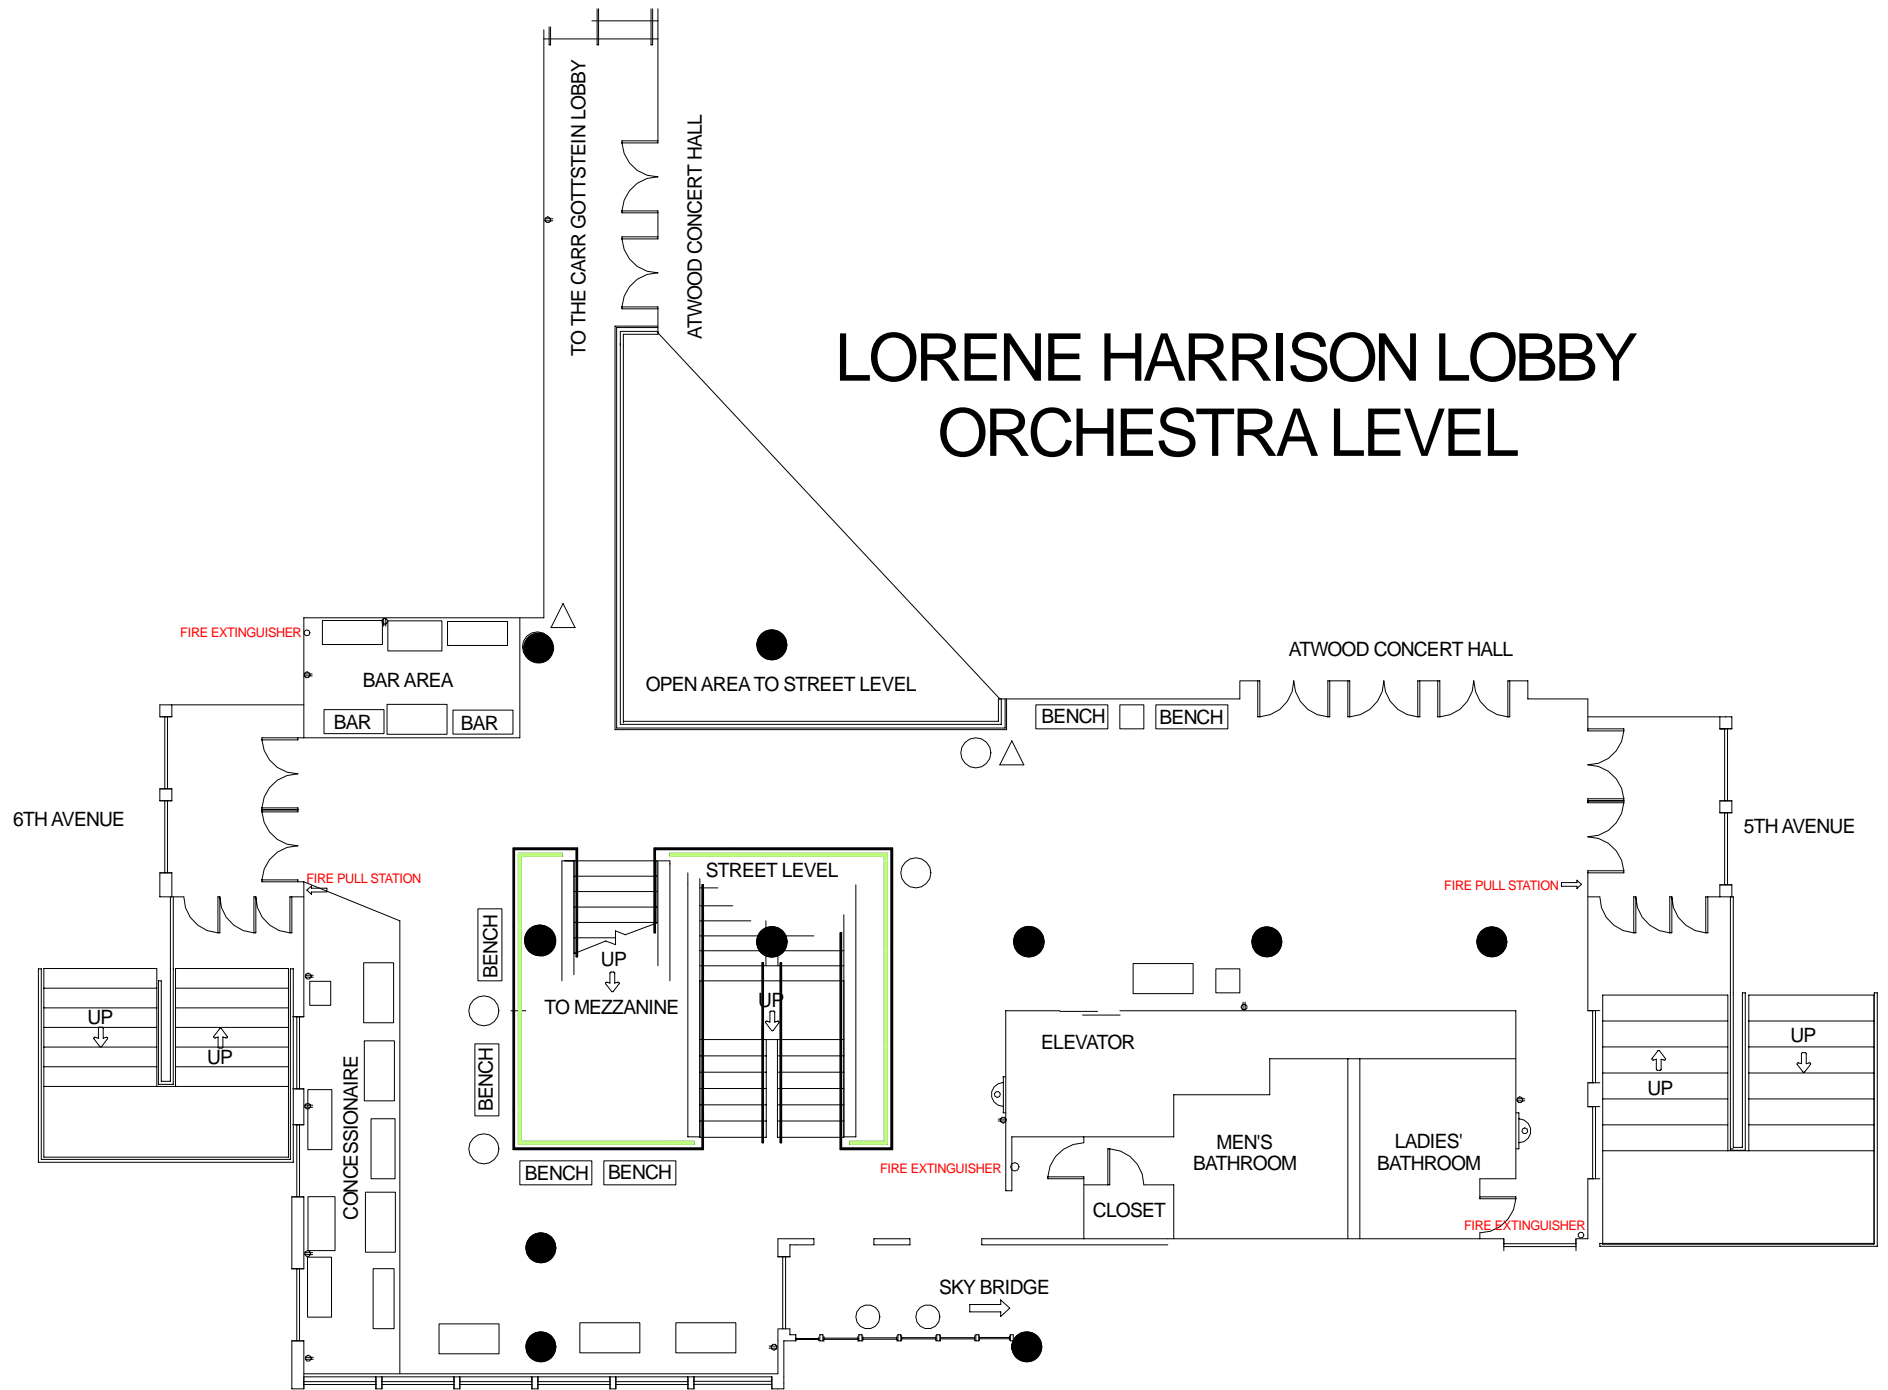 TO THE CARR GOTTSTEIN LOBBY
ATWOOD CONCERT HALL
LORENE HARRISON LOBBY
ORCHESTRA LEVEL
FIRE EXTINGUISHER
BAR AREA
BAR
BAR
OPEN AREA TO STREET LEVEL
ATWOOD CONCERT HALL
BENCH
BENCH
6TH AVENUE
5TH AVENUE
FIRE PULL STATION
STREET LEVEL
FIRE PULL STATION
BENCH
UP
TO MEZZANINE
UP
UP
UP
ELEVATOR
UP
UP
BENCH
CONCESSIONAIRE
MEN'S
BATHROOM
LADIES'
BATHROOM
FIRE EXTINGUISHER
BENCH
BENCH
CLOSET
FIRE EXTINGUISHER
SKY BRIDGE